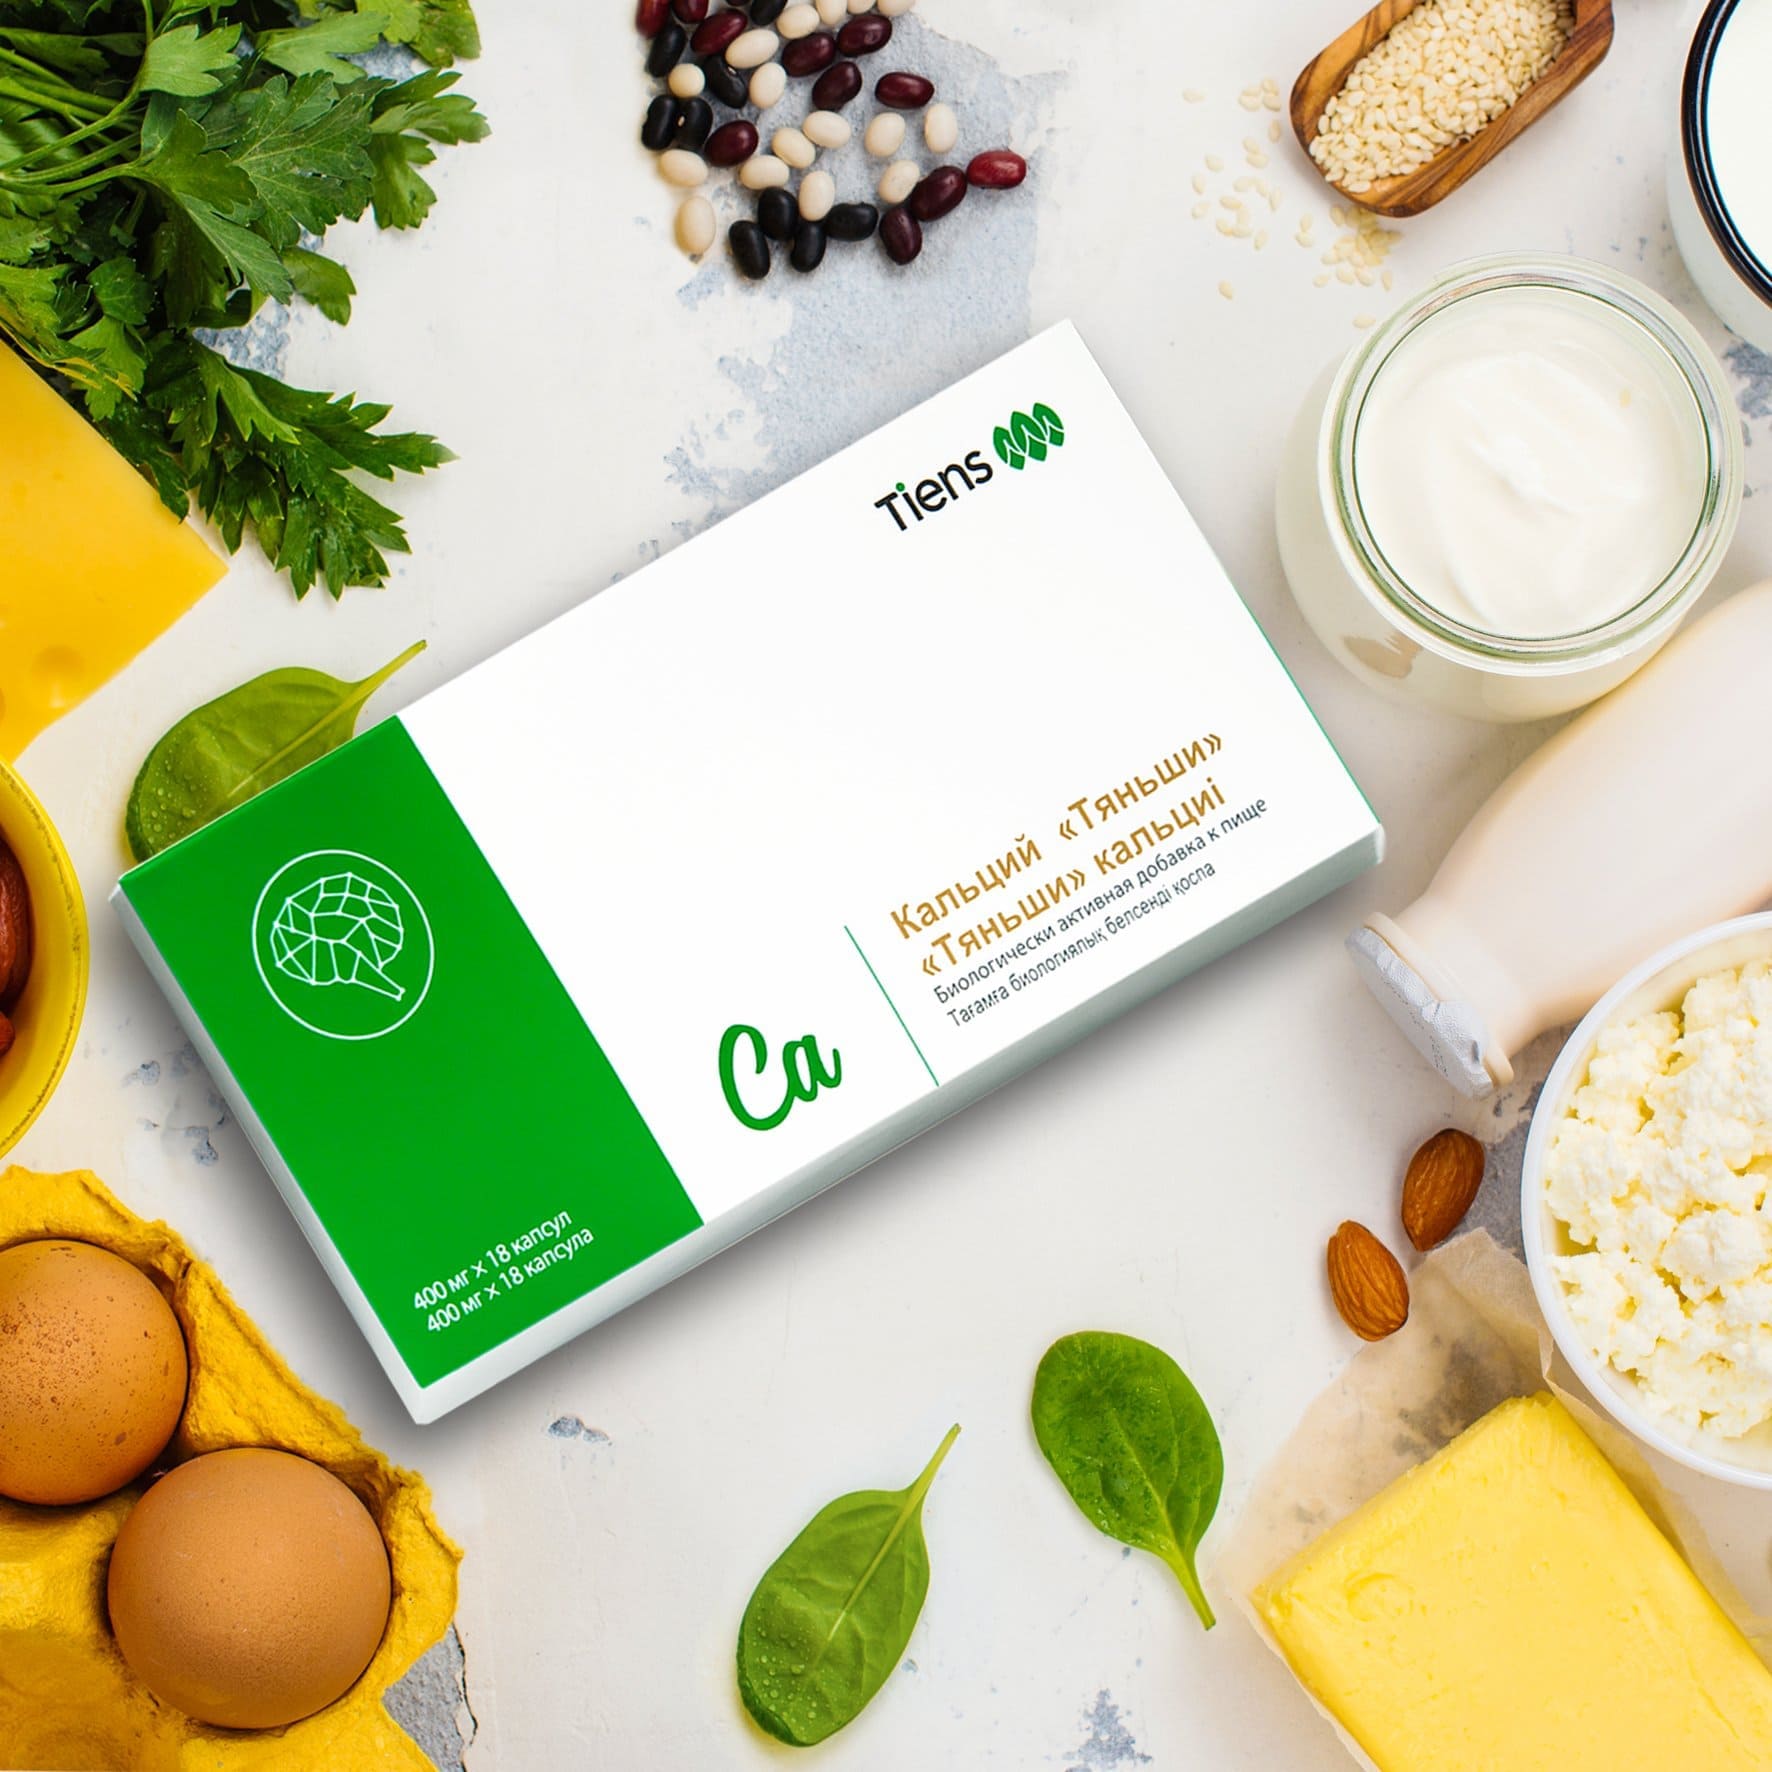 Tiens
Кальций «Тяньши»
«Тяньши» кальциі
Биологически активная добавка к пище
Тағамға биологиялық белсенді қоспа
Ca
400 мг × 18 капсул
400 мг × 18 капсула